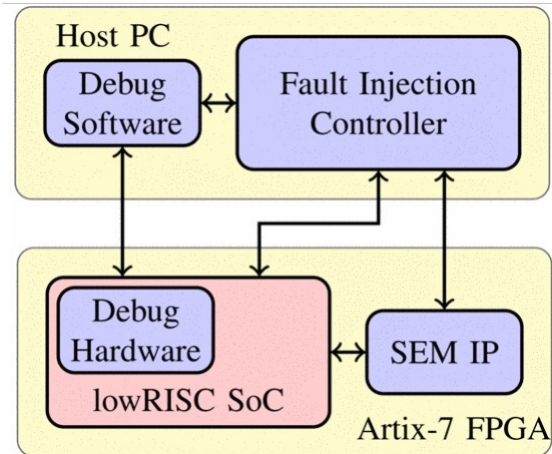 Host PC
Debug
Software
Fault Injection
Controller
Debug
Hardware
lowRISC SoC
SEM IP
Artix-7 FPGA